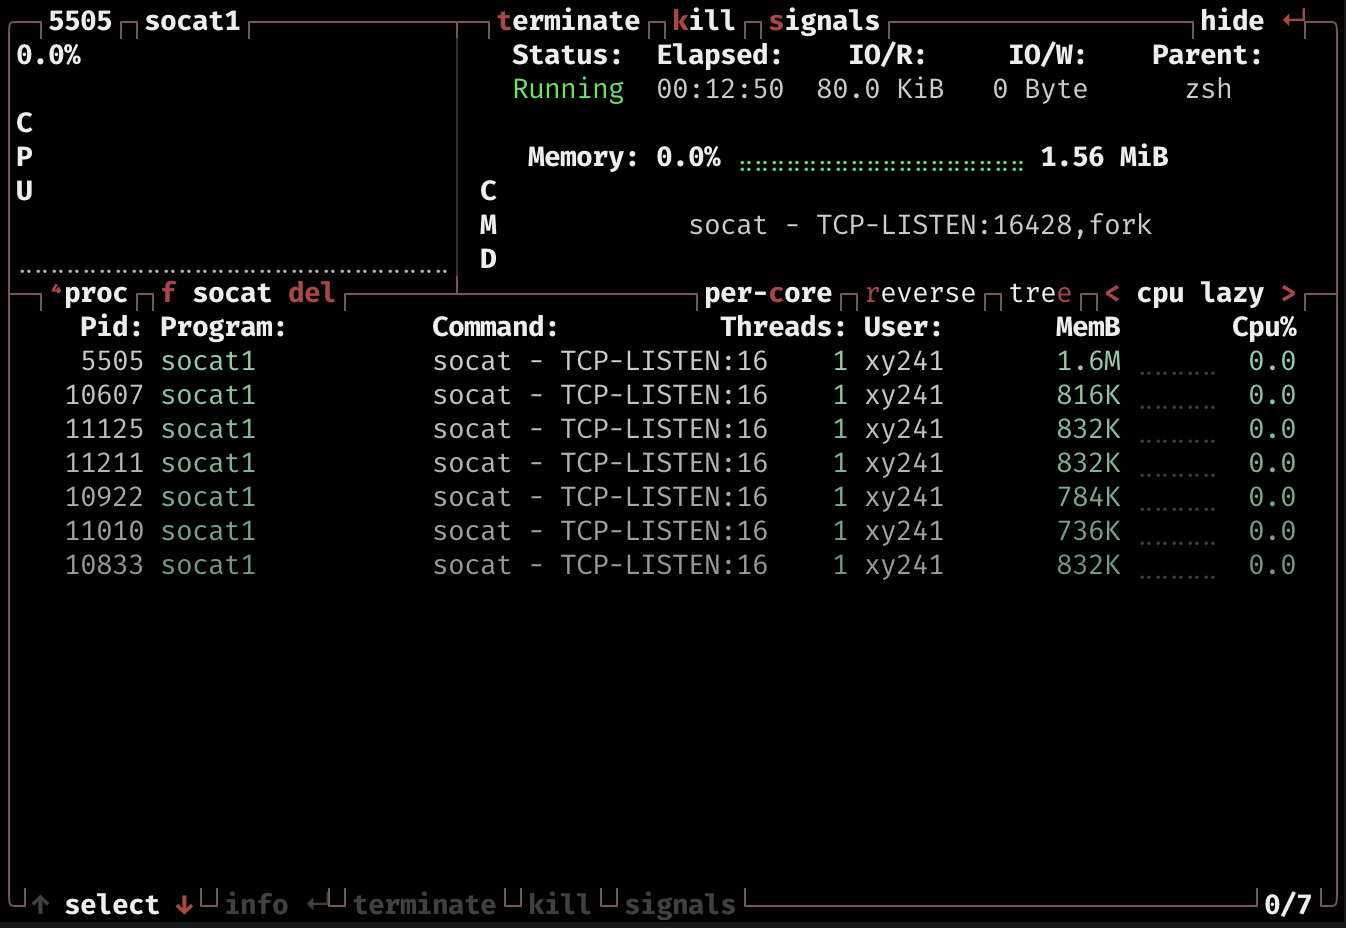 5505 socat1 terminate kill signals hide ↵
0.0% Status: Elapsed: IO/R: IO/W: Parent:
Running 00:12:50 80.0 KiB 0 Byte zsh
C
P Memory: 0.0% 1.56 MiB
U C
M socat - TCP-LISTEN:16428,fork
D
⁴proc f socat del per-core reverse tree < cpu lazy >
Pid: Program: Command: Threads: User: MemB Cpu%
5505 socat1 socat - TCP-LISTEN:16 1 xy241 1.6M 0.0
10607 socat1 socat - TCP-LISTEN:16 1 xy241 816K 0.0
11125 socat1 socat - TCP-LISTEN:16 1 xy241 832K 0.0
11211 socat1 socat - TCP-LISTEN:16 1 xy241 832K 0.0
10922 socat1 socat - TCP-LISTEN:16 1 xy241 784K 0.0
11010 socat1 socat - TCP-LISTEN:16 1 xy241 736K 0.0
10833 socat1 socat - TCP-LISTEN:16 1 xy241 832K 0.0
↑ select ↓ info ↵ terminate kill signals 0/7